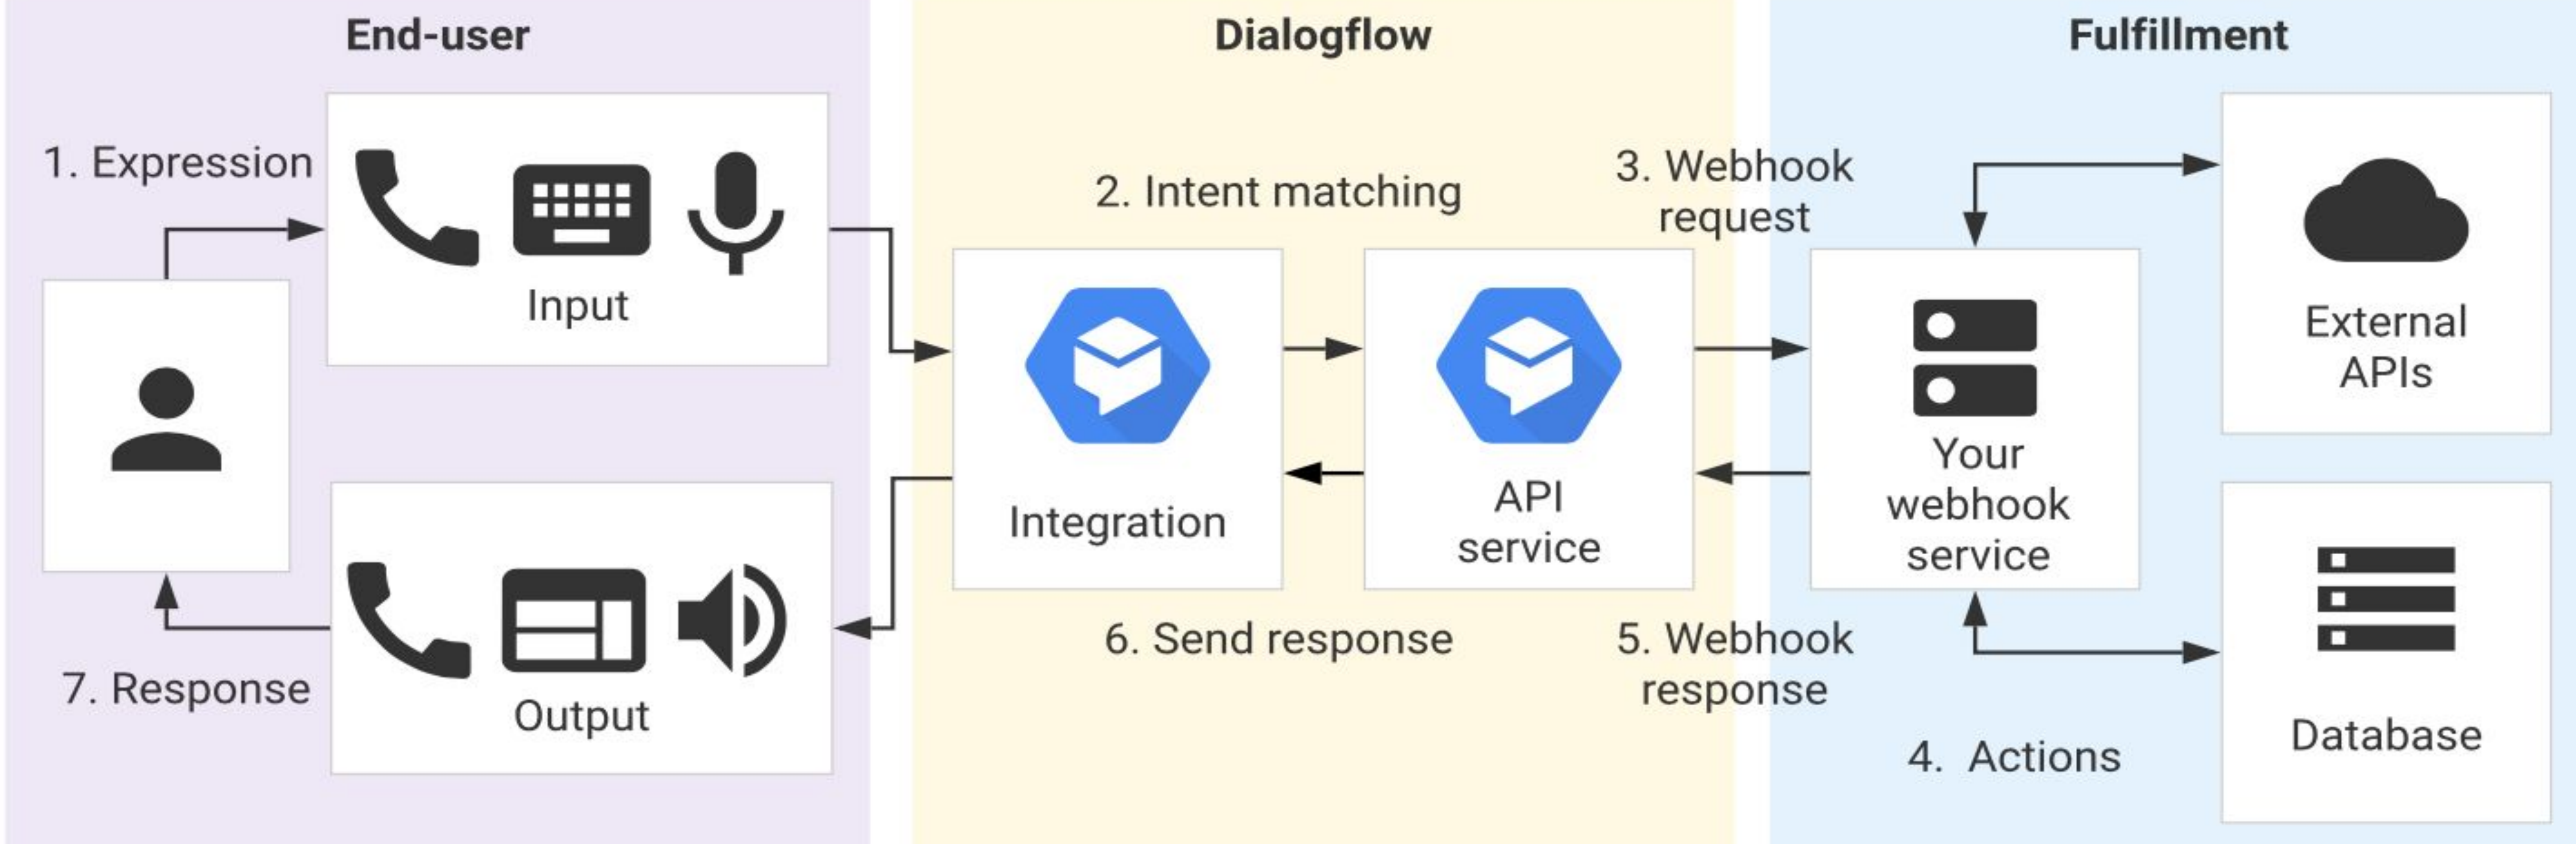 End-user
Dialogflow
Fulfillment
1. Expression
Input
7. Response
Output
2. Intent matching
Integration
API
service
6. Send response
3. Webhook
request
5. Webhook
response
Your
webhook
service
4. Actions
External
APIs
Database